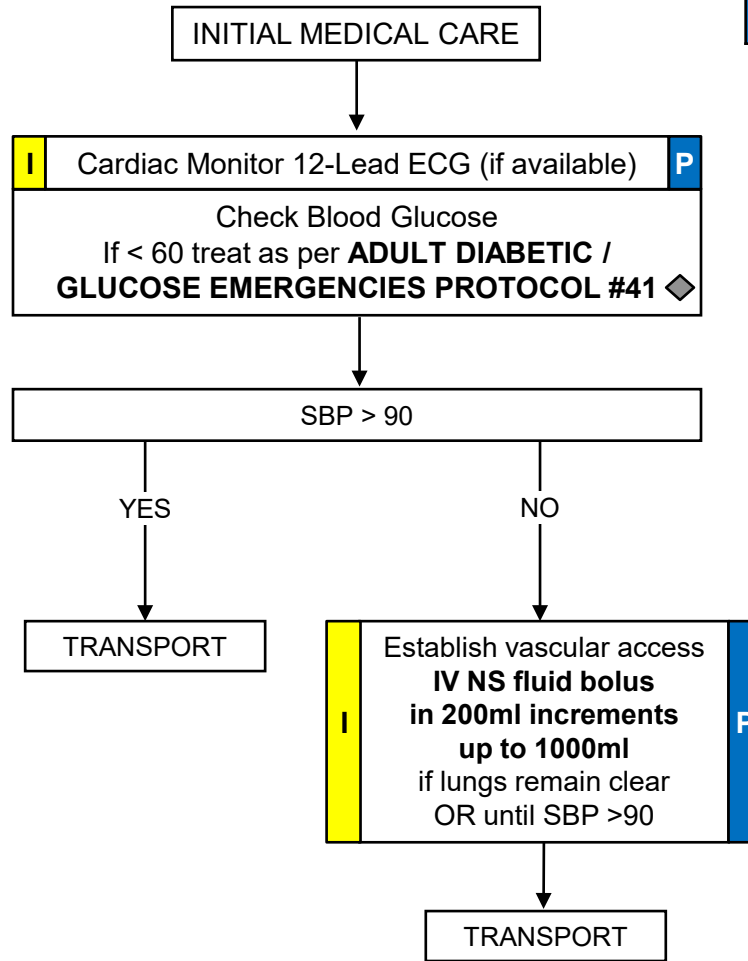 INITIAL MEDICAL CARE
I Cardiac Monitor 12-Lead ECG (if available) P
Check Blood Glucose
If < 60 treat as per ADULT DIABETIC /
GLUCOSE EMERGENCIES PROTOCOL #41
SBP > 90
YES
NO
TRANSPORT
Establish vascular access
IV NS fluid bolus
in 200ml increments
I
P
up to 1000ml
if lungs remain clear
OR until SBP >90
TRANSPORT